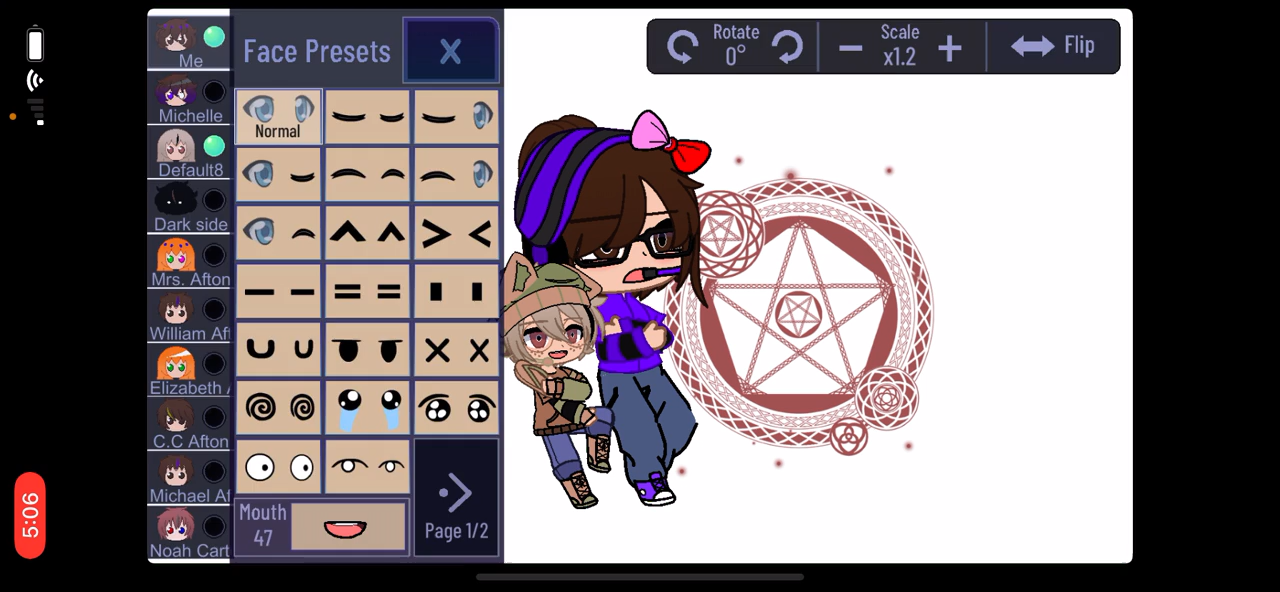 5:06
Me
Michelle
Default8
Dark side
Mrs. Afton
William Af
Elizabeth A
C.C Afton
Michael Af
Noah Cart
Face Presets
X
Normal
Mouth
47
Page 1/2
Rotate
0°
Scale
x1.2
Flip